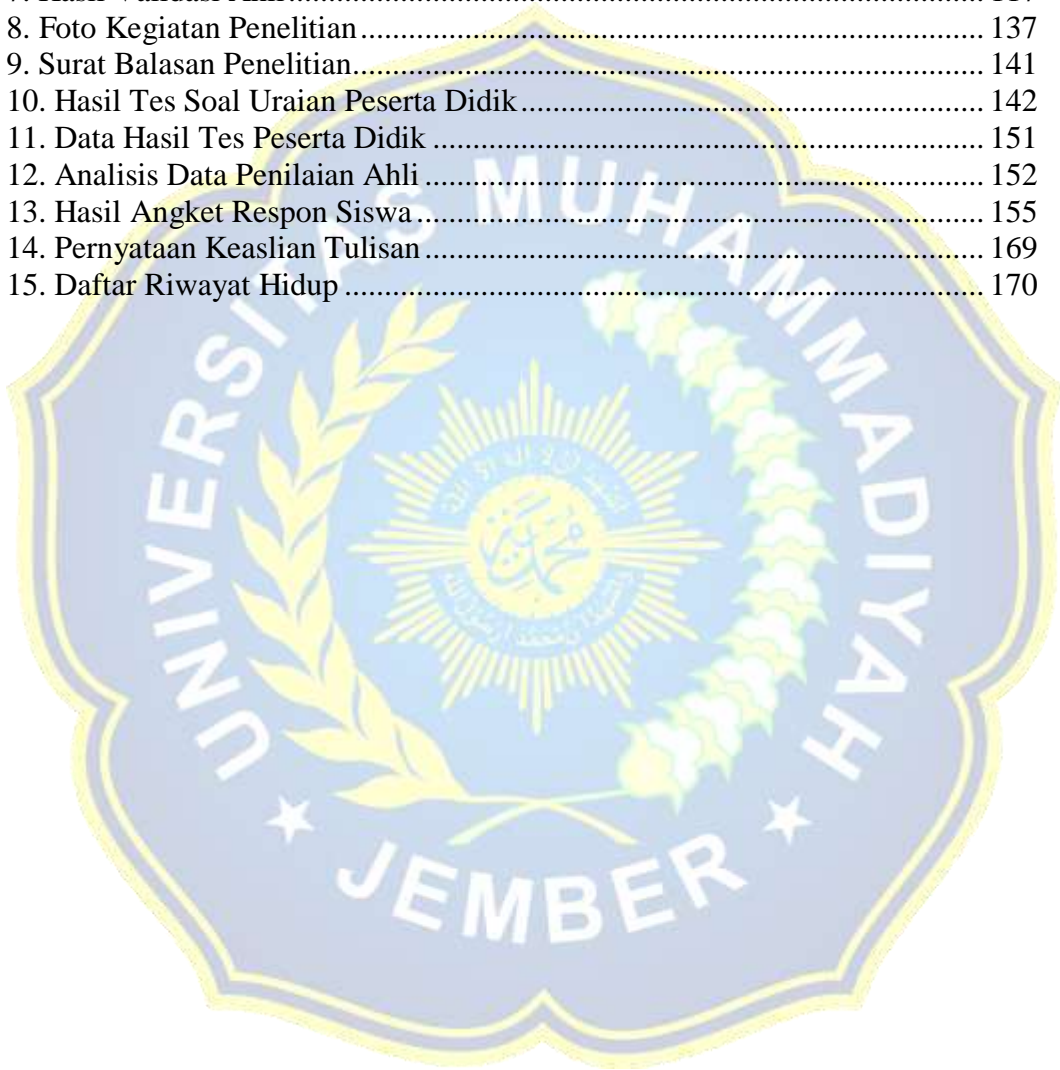 8. Foto Kegiatan Penelitian ........ 137
9. Surat Balasan Penelitian ........ 141
10. Hasil Tes Soal Uraian Peserta Didik ........ 142
11. Data Hasil Tes Peserta Didik ........ 151
12. Analisis Data Penilaian Ahli ........ 152
13. Hasil Angket Respon Siswa ........ 155
14. Pernyataan Keaslian Tulisan ........ 169
15. Daftar Riwayat Hidup ........ 170
UNIVERSITAS MUHAMMADIYAH
JEMBER